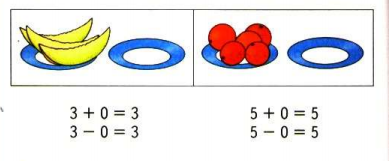 3 + 0 = 3
3 − 0 = 3
5 + 0 = 5
5 − 0 = 5